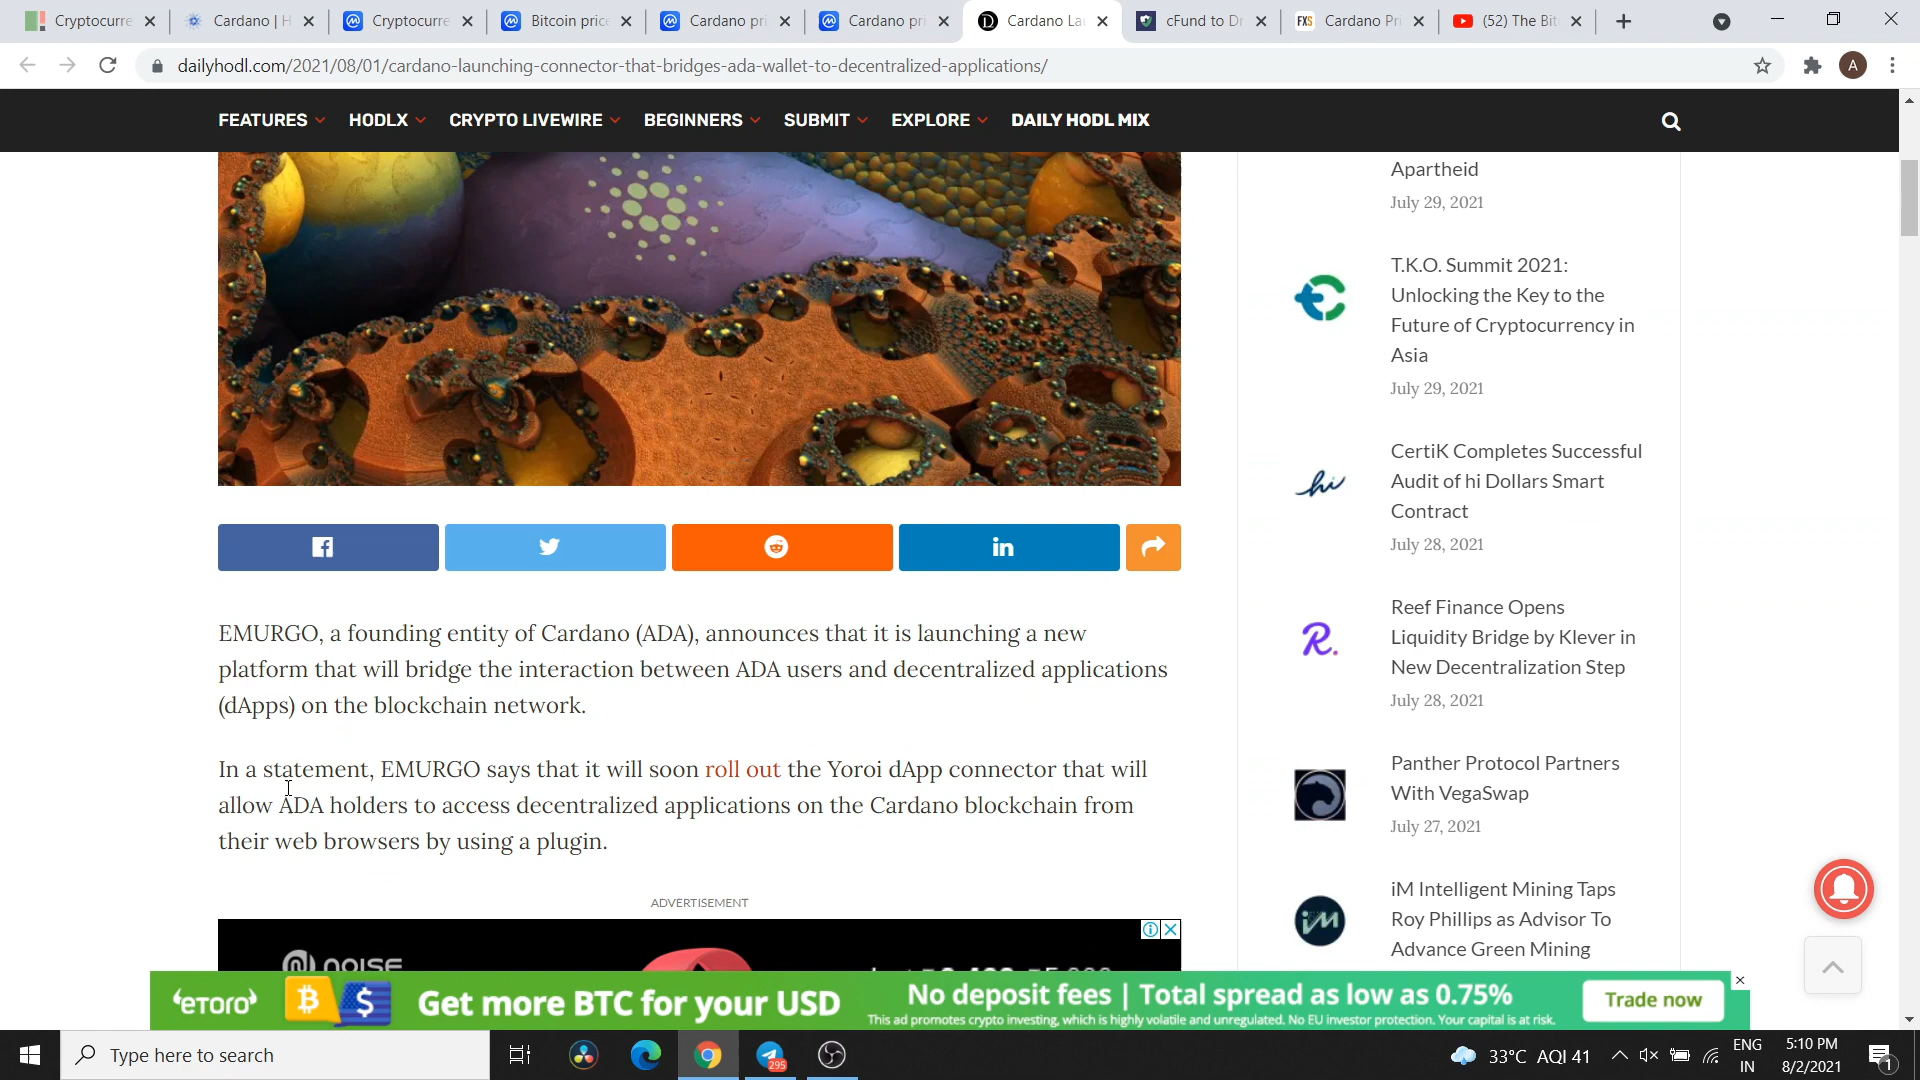 Cryptocurre
Cardano | H
Cryptocurre
Bitcoin price
Cardano pri
Cardano pri
Cardano La
cFund to Dr
FXS
Cardano Pri
(52) The Bit
dailyhodl.com/2021/08/01/cardano-launching-connector-that-bridges-ada-wallet-to-decentralized-applications/
A
FEATURES
HODLX
CRYPTO LIVEWIRE
BEGINNERS
SUBMIT
EXPLORE
DAILY HODL MIX
EMURGO, a founding entity of Cardano (ADA), announces that it is launching a new
platform that will bridge the interaction between ADA users and decentralized applications
(dApps) on the blockchain network.
In a statement, EMURGO says that it will soon roll out the Yoroi dApp connector that will
allow ADA holders to access decentralized applications on the Cardano blockchain from
their web browsers by using a plugin.
ADVERTISEMENT
noise
Apartheid
July 29, 2021
T.K.O. Summit 2021:
Unlocking the Key to the
Future of Cryptocurrency in
Asia
July 29, 2021
hi
CertiK Completes Successful
Audit of hi Dollars Smart
Contract
July 28, 2021
R.
Reef Finance Opens
Liquidity Bridge by Klever in
New Decentralization Step
July 28, 2021
Panther Protocol Partners
With VegaSwap
July 27, 2021
iM
iM Intelligent Mining Taps
Roy Phillips as Advisor To
Advance Green Mining
eToro
Get more BTC for your USD
No deposit fees | Total spread as low as 0.75%
This ad promotes crypto investing, which is highly volatile and unregulated. No EU investor protection. Your capital is at risk.
Trade now
Type here to search
295
33°C AQI 41
ENG
IN
5:10 PM
8/2/2021
1